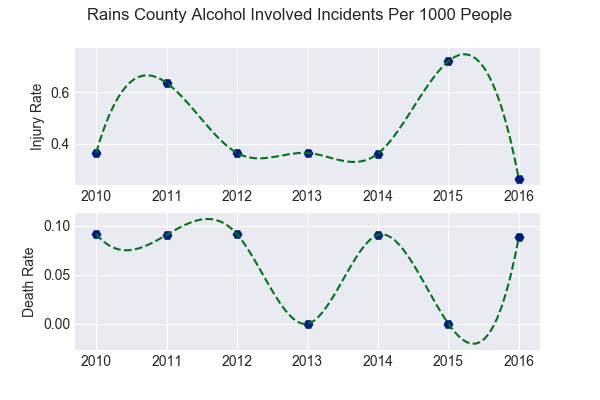 Rains County Alcohol Involved Incidents Per 1000 People
Injury Rate
0.6
0.4
2010 2011 2012 2013 2014 2015 2016
Death Rate
0.10
0.05
0.00
2010 2011 2012 2013 2014 2015 2016